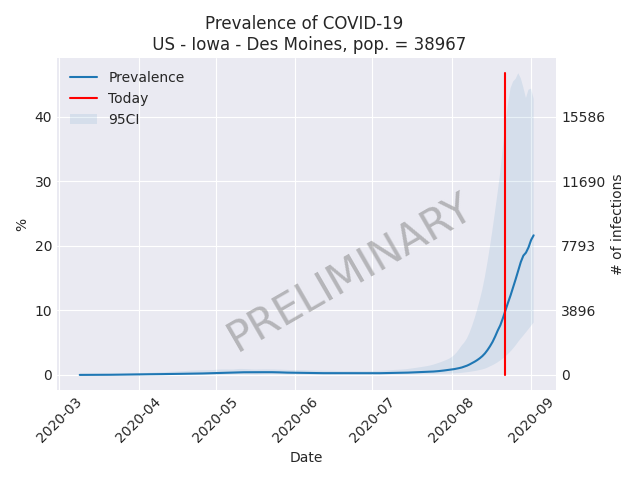 Prevalence of COVID-19
US - Iowa - Des Moines, pop. = 38967
Prevalence
Today
95CI
40
30
20
10
0
%
15586
11690
7793
3896
0
# of infections
PRELIMINARY
2020-03
2020-04
2020-05
2020-06
2020-07
2020-08
2020-09
Date